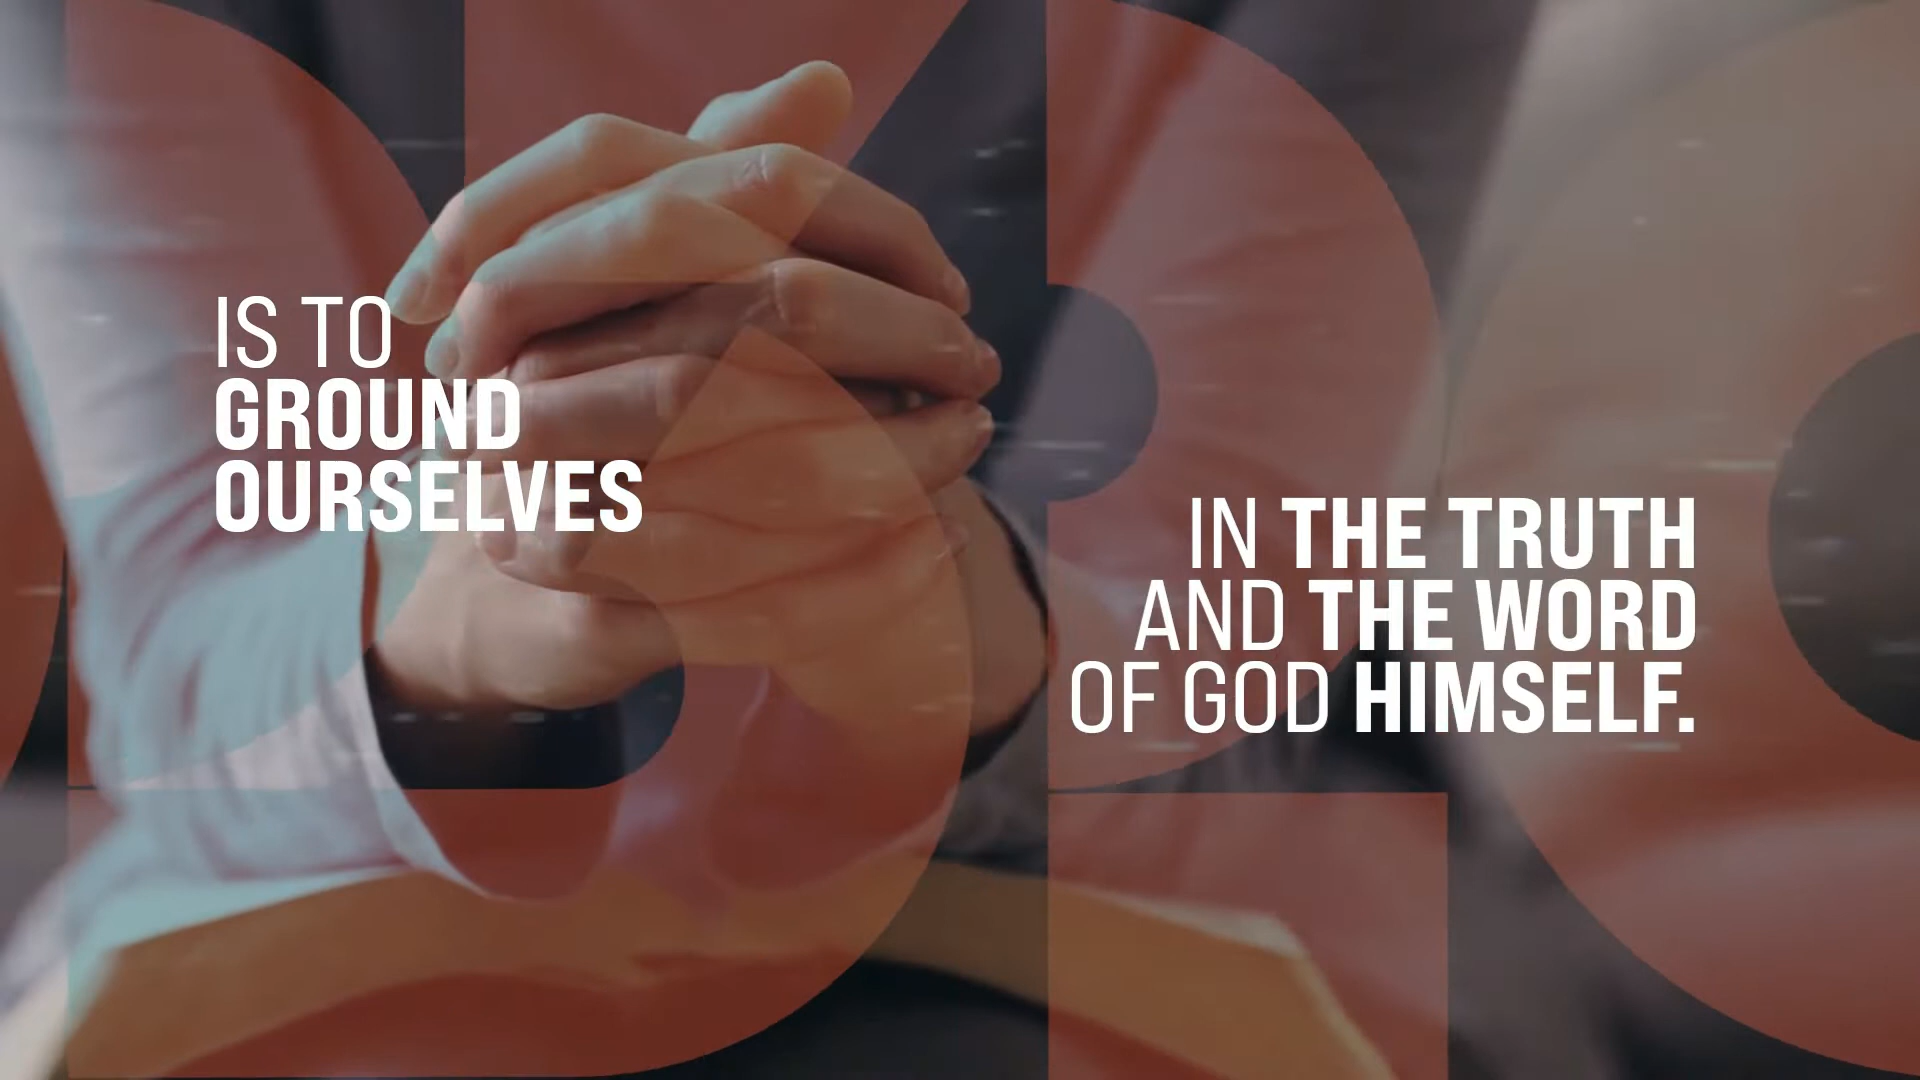 IS TO
GROUND
OURSELVES
IN THE TRUTH
AND THE WORD
OF GOD HIMSELF.